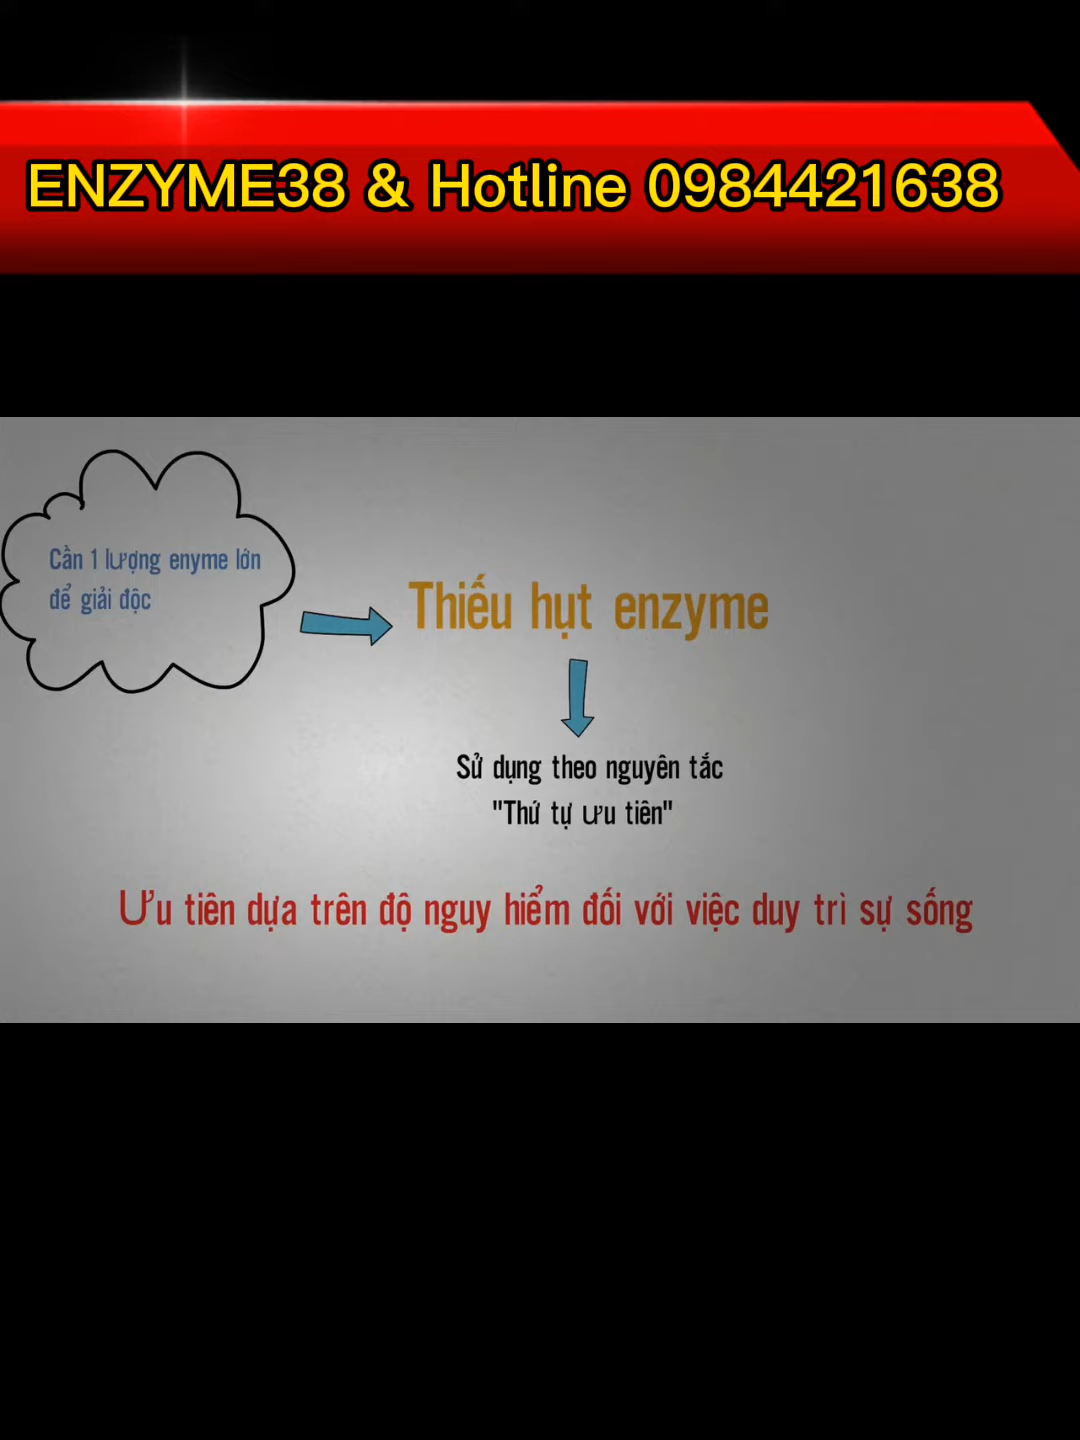 ENZYME38 & Hotline 0984421638
Cần 1 lượng enyme lớn
để giải độc
Thiếu hụt enzyme
Sử dụng theo nguyên tắc
"Thứ tự ưu tiên"
Ưu tiên dựa trên độ nguy hiểm đối với việc duy trì sự sống